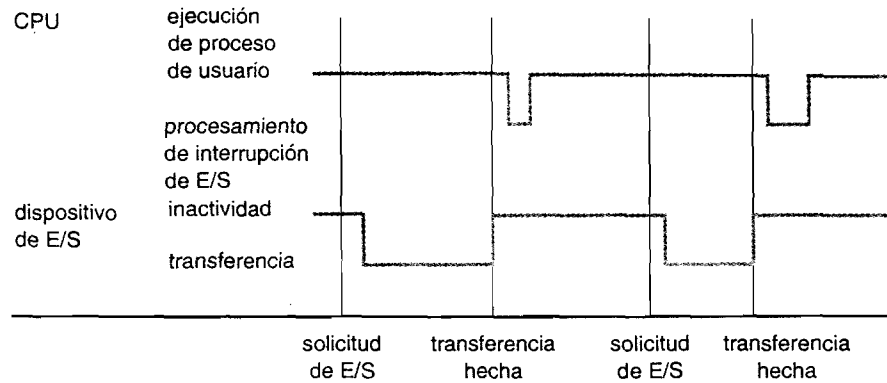 CPU
ejecución
de proceso
de usuario
procesamiento
de interrupción
de E/S
dispositivo
de E/S
inactividad
transferencia
solicitud
de E/S
transferencia
hecha
solicitud
de E/S
transferencia
hecha